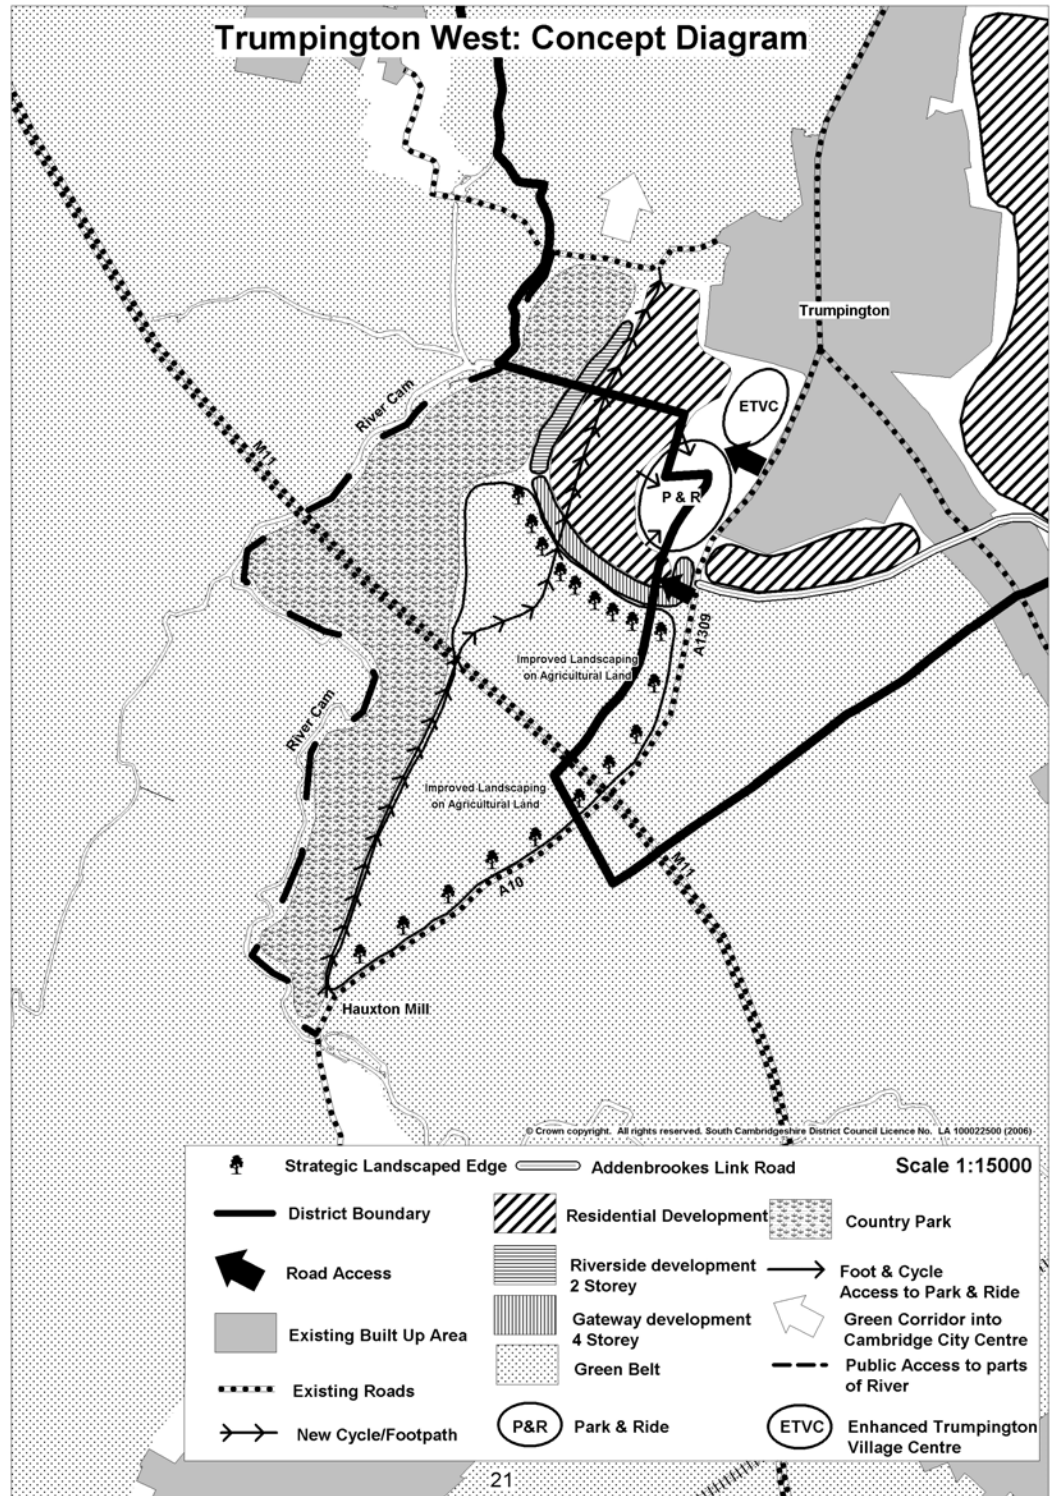 Trumpington West: Concept Diagram
Trumpington
ETVC
River Cam
M11
P & R
A1309
Improved Landscaping
on Agricultural Land
River Cam
Improved Landscaping
on Agricultural Land
M11
A10
Hauxton Mill
© Crown copyright. All rights reserved. South Cambridgeshire District Council Licence No. LA 100022500 (2006)
Strategic Landscaped Edge
Addenbrookes Link Road
Scale 1:15000
District Boundary
Residential Development
Country Park
Road Access
Riverside development
2 Storey
Foot & Cycle
Access to Park & Ride
Existing Built Up Area
Gateway development
4 Storey
Green Corridor into
Cambridge City Centre
Green Belt
Public Access to parts
of River
Existing Roads
New Cycle/Footpath
P&R
Park & Ride
ETVC
Enhanced Trumpington
Village Centre
21